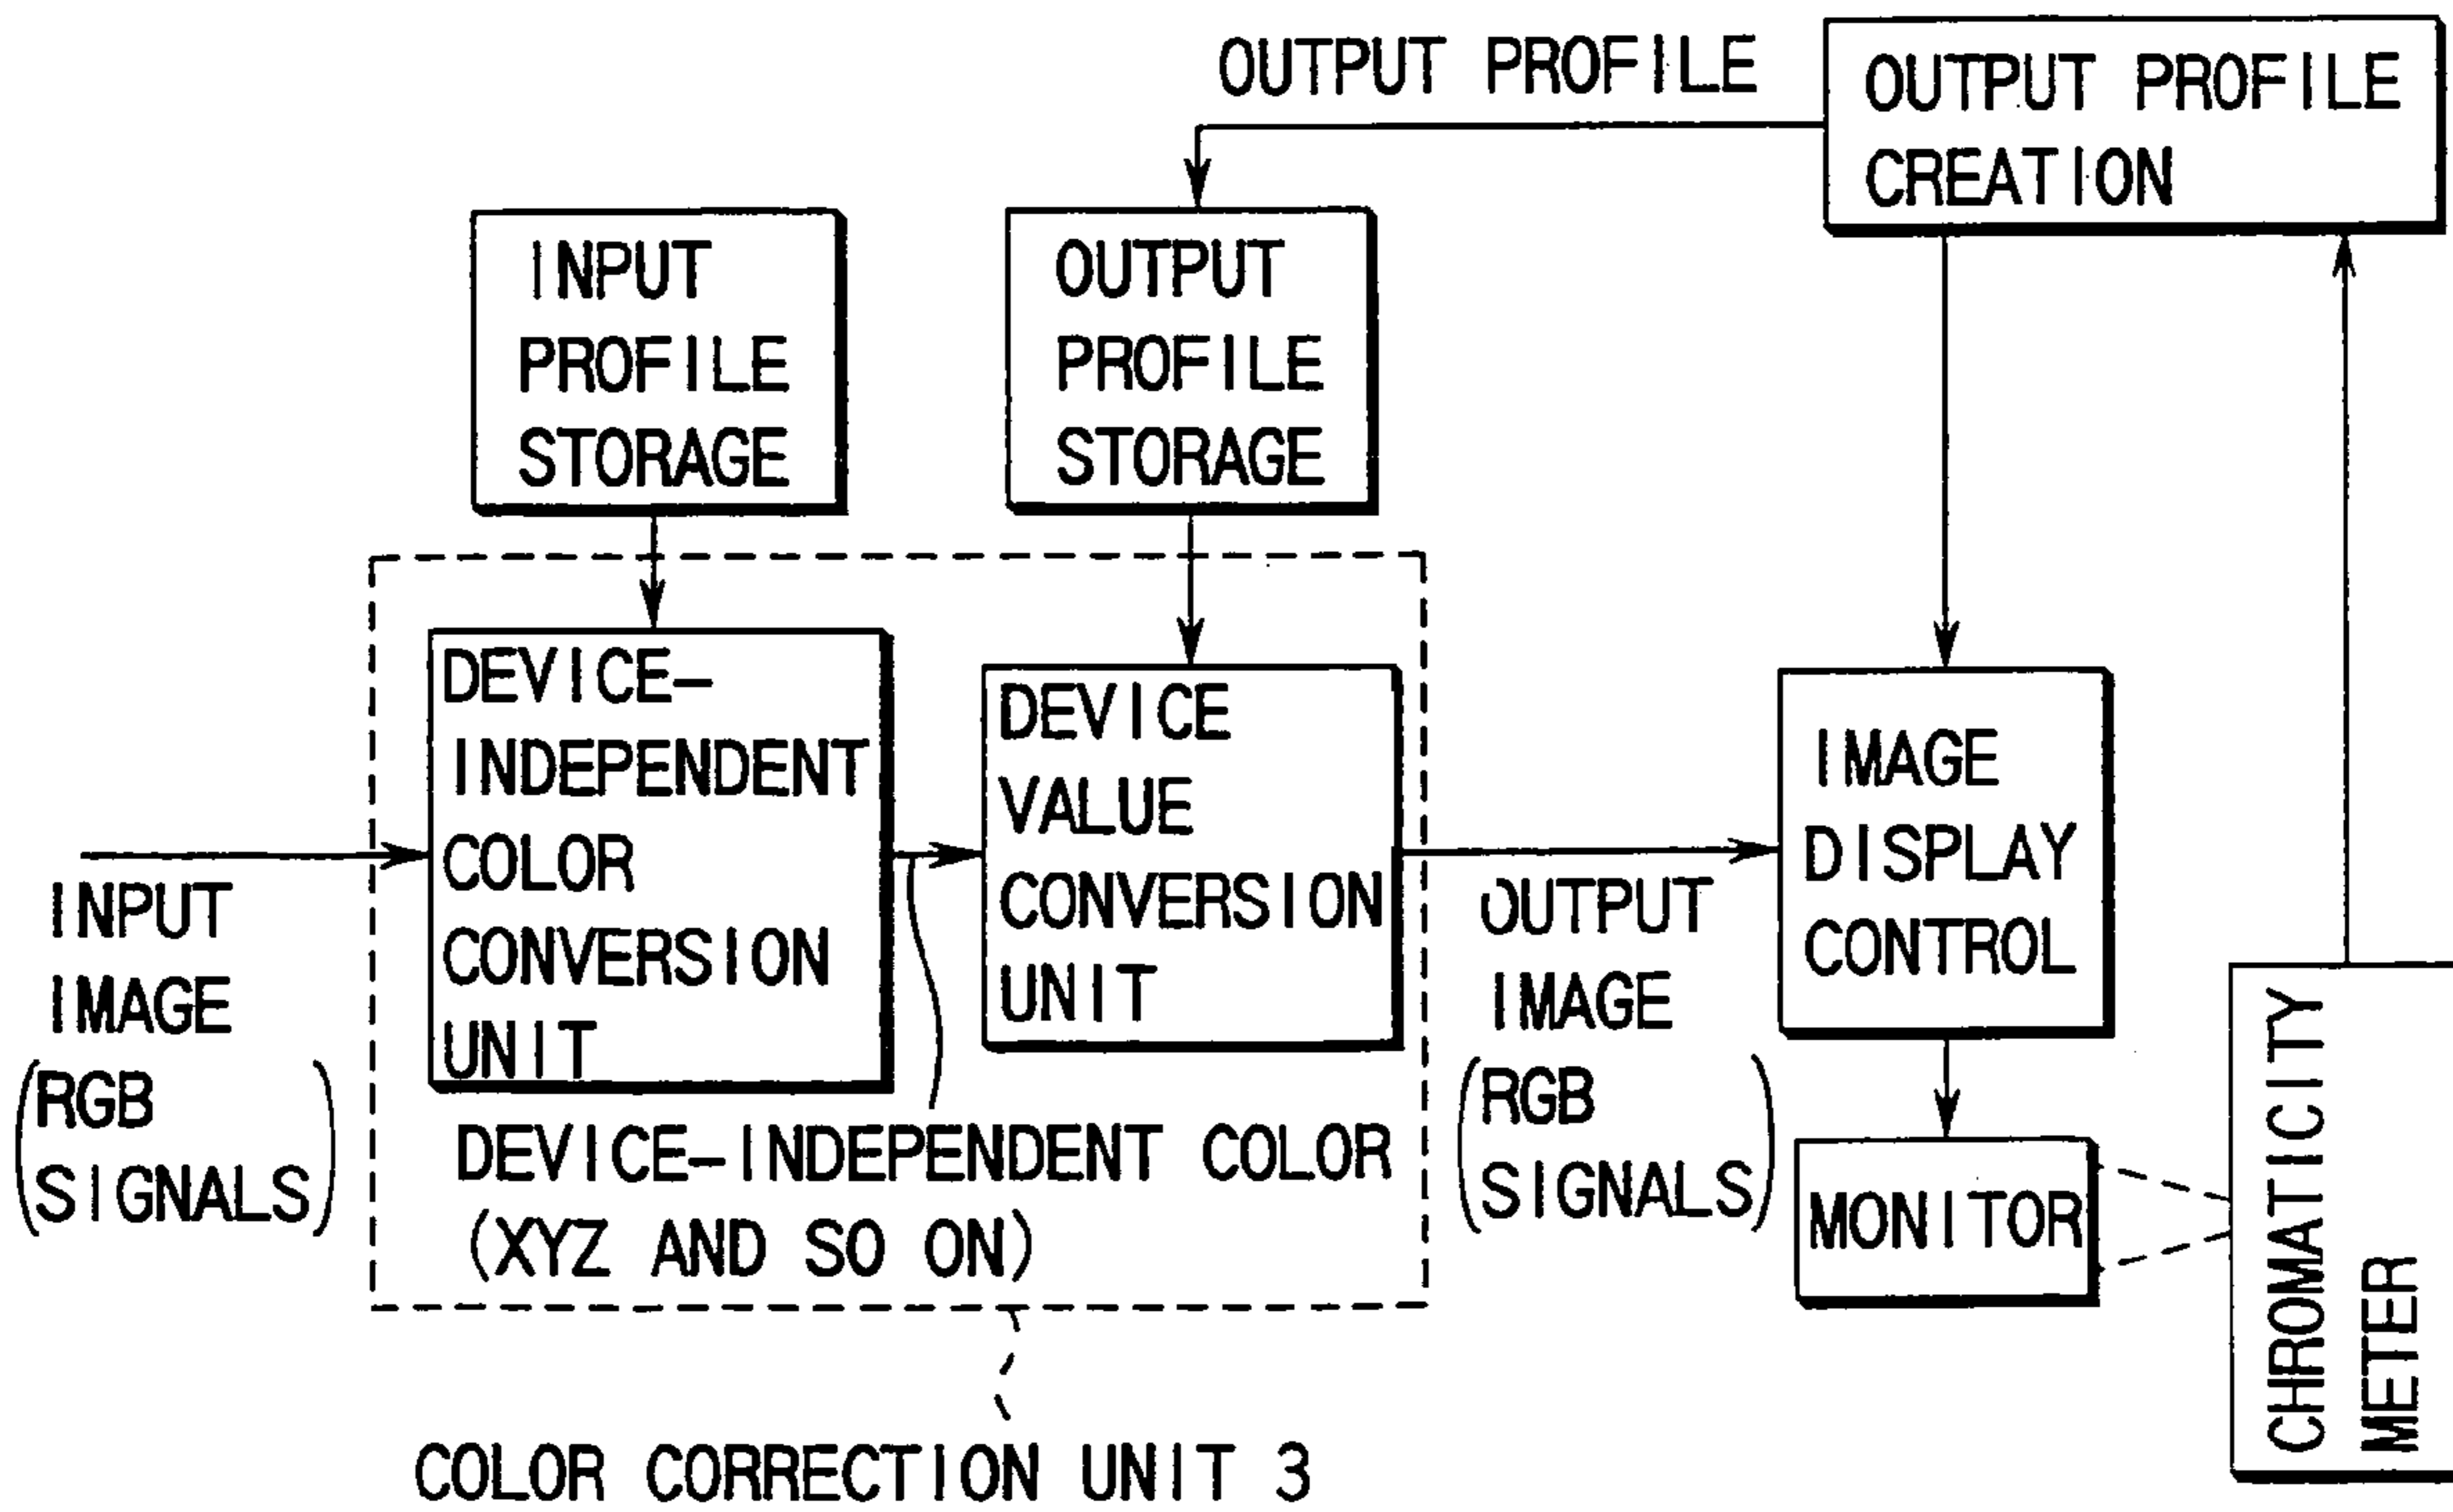 OUTPUT PROFILE
OUTPUT PROFILE
CREATION
INPUT
PROFILE
STORAGE
OUTPUT
PROFILE
STORAGE
DEVICE-
INDEPENDENT
COLOR
CONVERSION
UNIT
DEVICE
VALUE
CONVERSION
UNIT
IMAGE
DISPLAY
CONTROL
INPUT
IMAGE
(RGB
SIGNALS)
OUTPUT
IMAGE
(RGB
SIGNALS)
DEVICE-INDEPENDENT COLOR
(XYZ AND SO ON)
MONITOR
CHROMATICITY
METER
COLOR CORRECTION UNIT 3